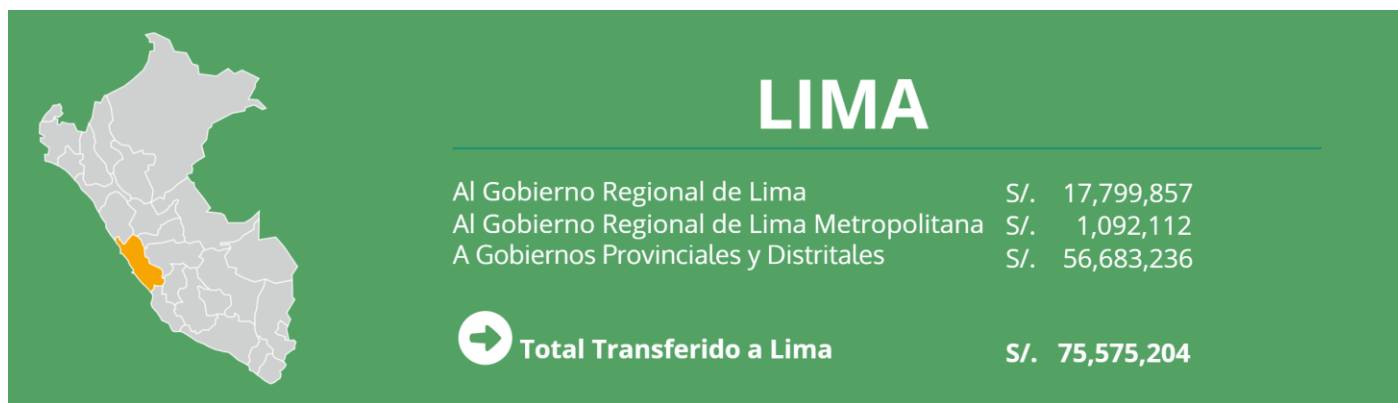 LIMA
Al Gobierno Regional de Lima S/. 17,799,857
Al Gobierno Regional de Lima Metropolitana S/. 1,092,112
A Gobiernos Provinciales y Distritales S/. 56,683,236
Total Transferido a Lima S/. 75,575,204